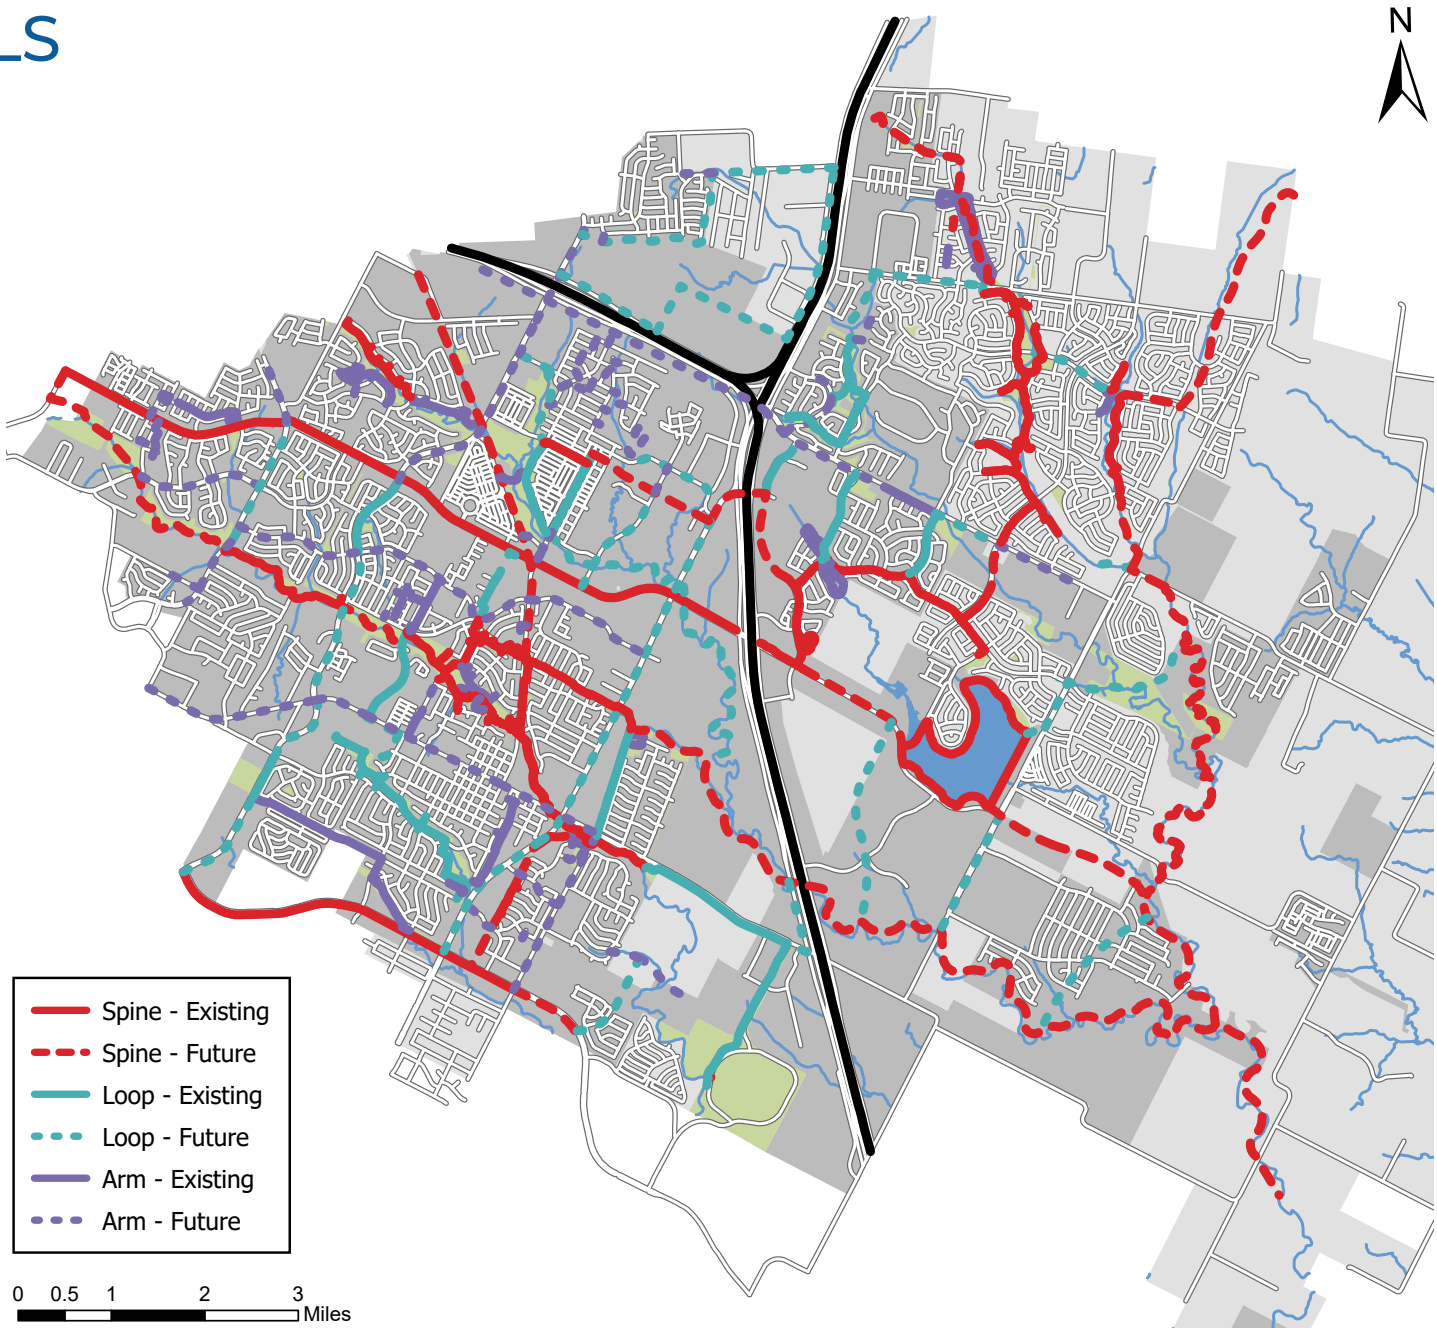 LS
N
Spine - Existing
Spine - Future
Loop - Existing
Loop - Future
Arm - Existing
Arm - Future
0 0.5 1 2 3
Miles